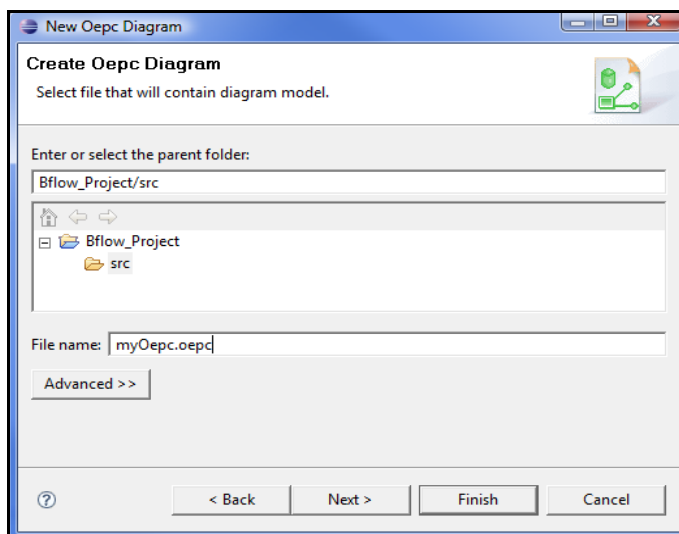 New Oepc Diagram
Create Oepc Diagram
Select file that will contain diagram model.
Enter or select the parent folder:
Bflow_Project/src
Bflow_Project
src
File name: myOepc.oepc
Advanced >>
< Back Next > Finish Cancel